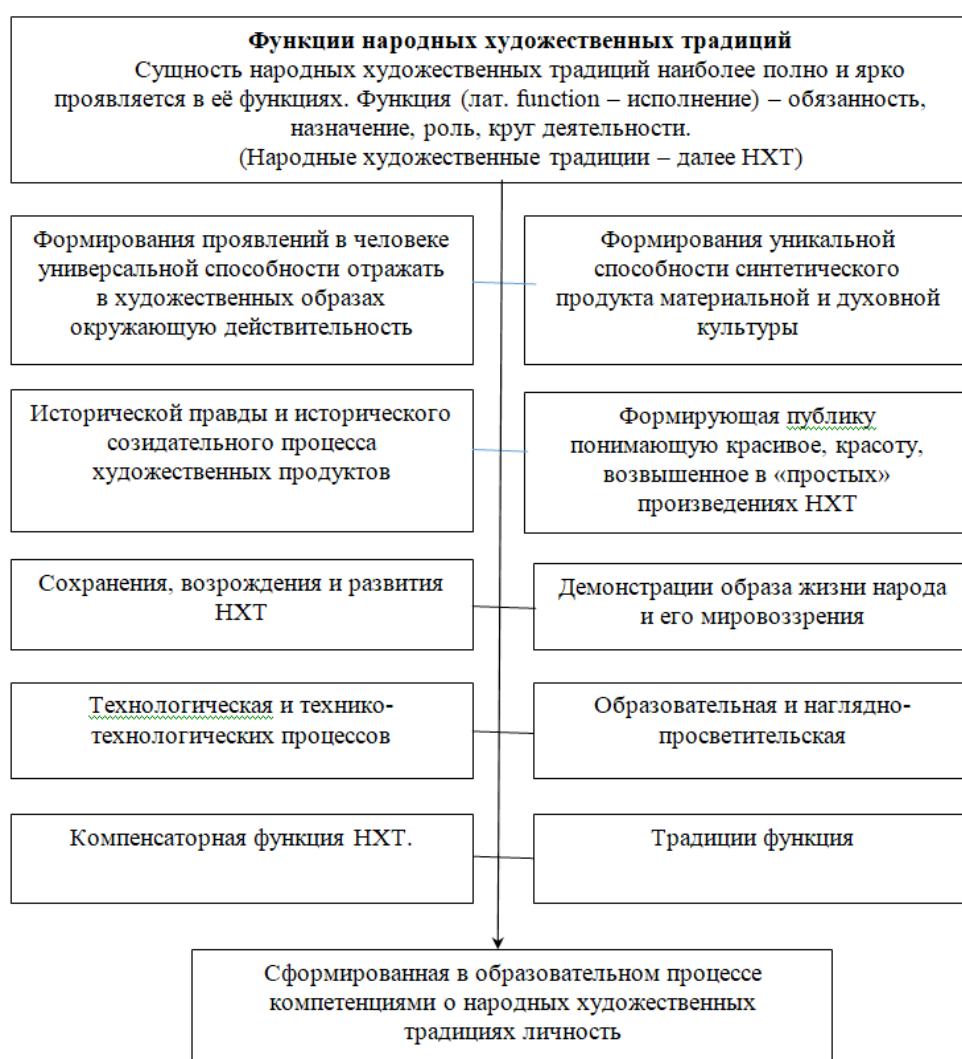 Функции народных художественных традиций
Сущность народных художественных традиций наиболее полно и ярко
проявляется в её функциях. Функция (лат. function – исполнение) – обязанность,
назначение, роль, круг деятельности.
(Народные художественные традиции – далее НХТ)
Формирования проявлений в человеке
универсальной способности отражать
в художественных образах
окружающую действительность
Формирования уникальной
способности синтетического
продукта материальной и духовной
культуры
Исторической правды и исторического
созидательного процесса
художественных продуктов
Формирующая публику
понимающую красивое, красоту,
возвышенное в «простых»
произведениях НХТ
Сохранения, возрождения и развития
НХТ
Демонстрации образа жизни народа
и его мировоззрения
Технологическая и технико-
технологических процессов
Образовательная и наглядно-
просветительская
Компенсаторная функция НХТ.
Традиции функция
Сформированная в образовательном процессе
компетенциями о народных художественных
традициях личность